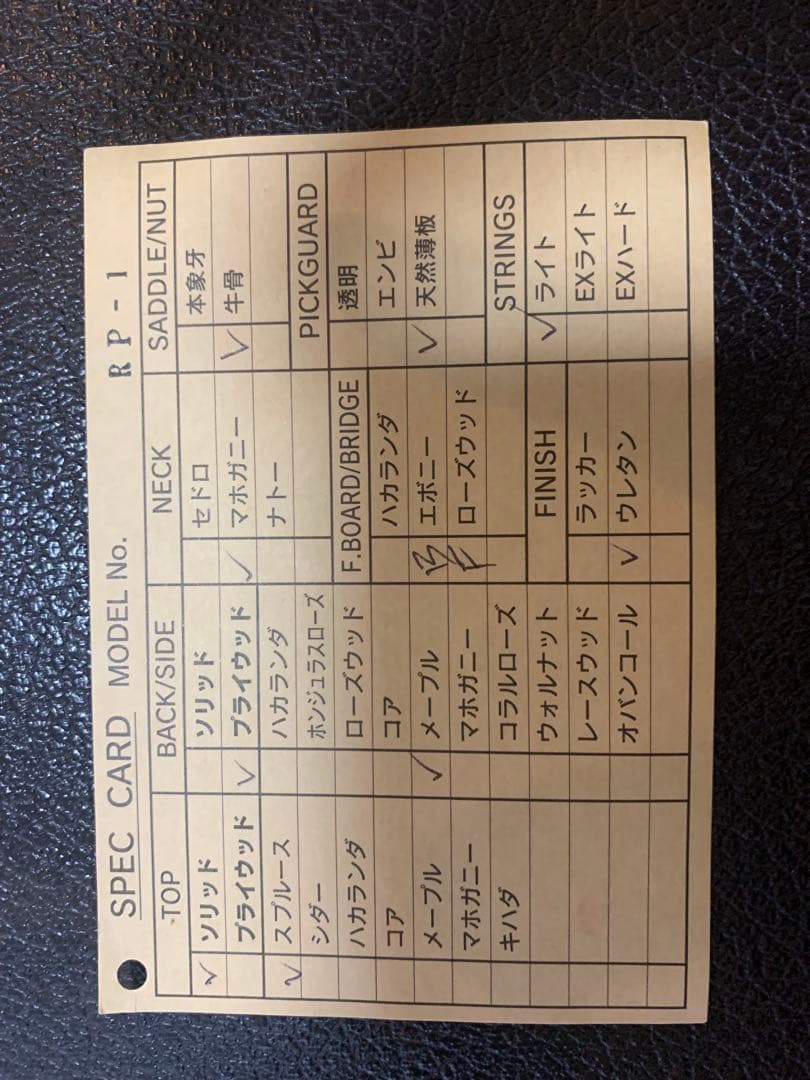 SPEC CARD MODEL No. RP-1
TOP
✓ ソリッド
プライウッド
✓ スプルース
シダー
ハカランダ
コア
メープル
マホガニー
キハダ
BACK/SIDE
ソリッド
✓ プライウッド
ハカランダ
ホンジュラスローズ
ローズウッド
コア
✓ メープル
マホガニー
コラルローズ
ウォルナット
レースウッド
オバンコール
NECK
セドロ
✓ マホガニー
ナトー
F.BOARD/BRIDGE
ハカランダ
エボニー
ローズウッド
FINISH
ラッカー
✓ ウレタン
SADDLE/NUT
本象牙
✓ 牛骨
PICKGUARD
透明
エンビ
✓ 天然薄板
STRINGS
✓ ライト
EXライト
EXハード